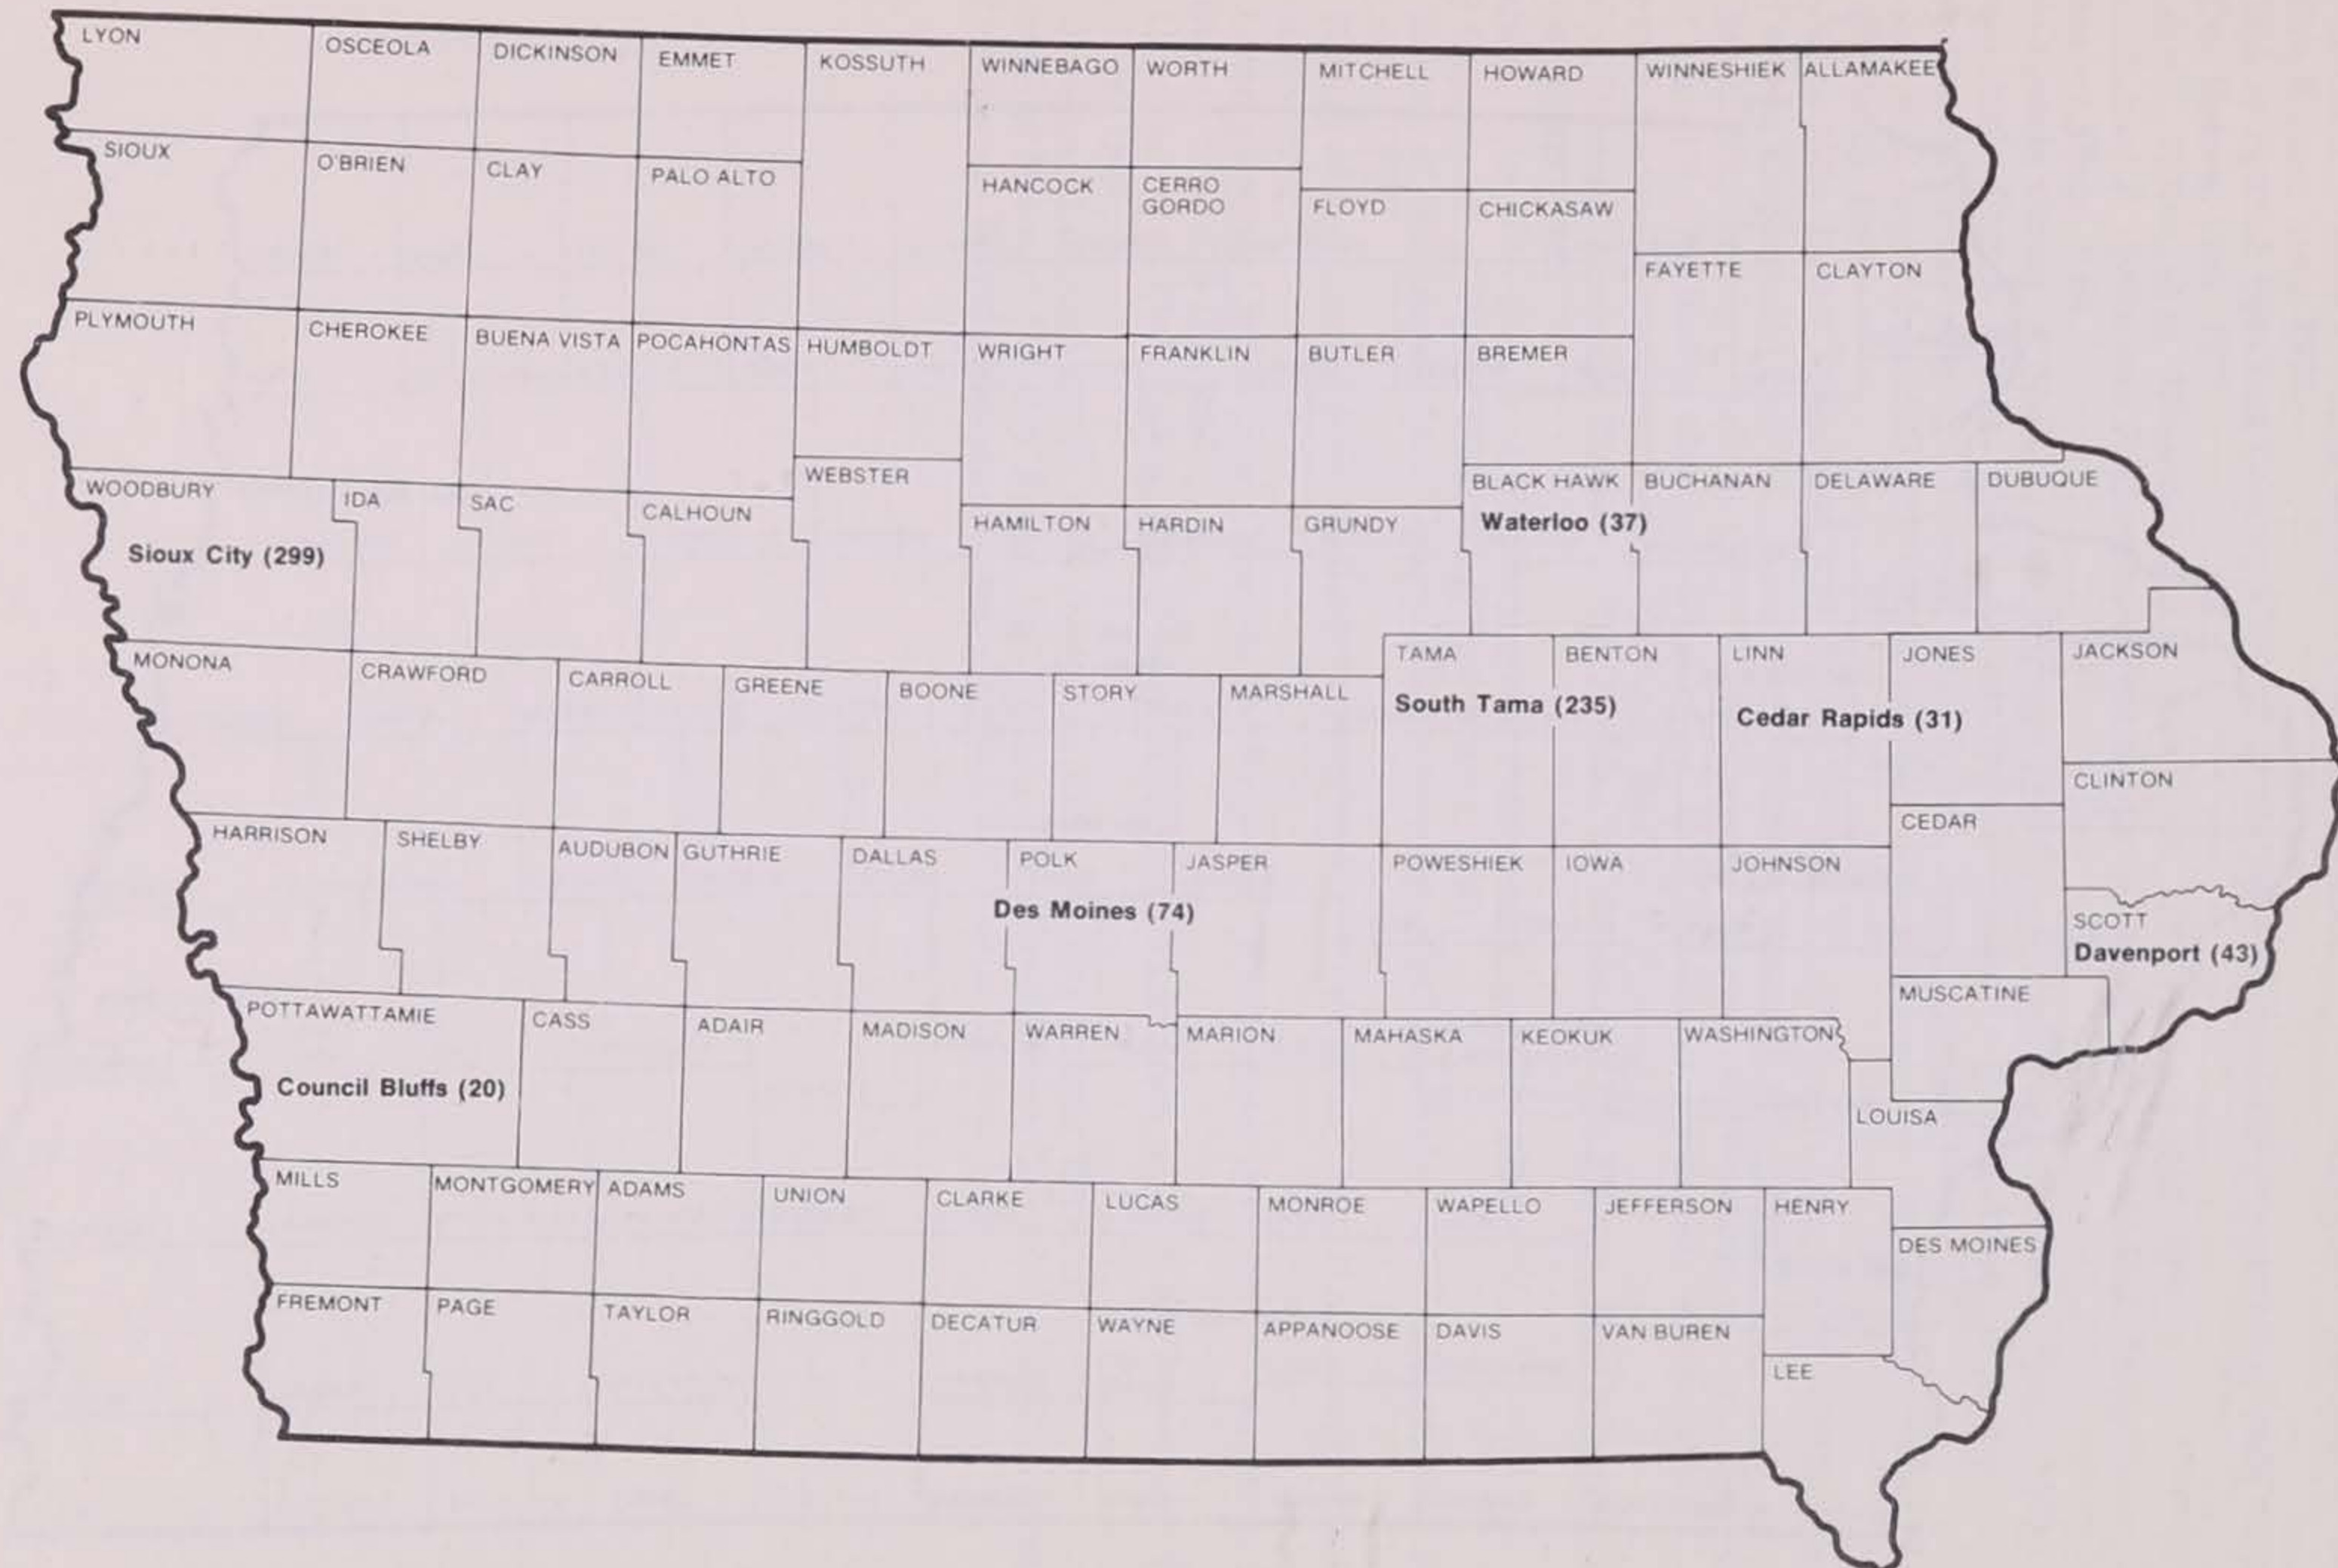 LYON
OSCEOLA
DICKINSON
EMMET
KOSSUTH
WINNEBAGO
WORTH
MITCHELL
HOWARD
WINNESHIEK
ALLAMAKEE
SIOUX
O'BRIEN
CLAY
PALO ALTO
HANCOCK
CERRO
GORDO
FLOYD
CHICKASAW
FAYETTE
CLAYTON
PLYMOUTH
CHEROKEE
BUENA VISTA
POCAHONTAS
HUMBOLDT
WRIGHT
FRANKLIN
BUTLER
BREMER
WOODBURY
Sioux City (299)
IDA
SAC
CALHOUN
WEBSTER
HAMILTON
HARDIN
GRUNDY
BLACK HAWK
Waterloo (37)
BUCHANAN
DELAWARE
DUBUQUE
MONONA
CRAWFORD
CARROLL
GREENE
BOONE
STORY
MARSHALL
TAMA
South Tama (235)
BENTON
LINN
Cedar Rapids (31)
JONES
JACKSON
CLINTON
CEDAR
HARRISON
SHELBY
AUDUBON
GUTHRIE
DALLAS
POLK
Des Moines (74)
JASPER
POWESHIEK
IOWA
JOHNSON
SCOTT
Davenport (43)
MUSCATINE
POTTAWATTAMIE
Council Bluffs (20)
CASS
ADAIR
MADISON
WARREN
MARION
MAHASKA
KEOKUK
WASHINGTON
LOUISA
MILLS
MONTGOMERY
ADAMS
UNION
CLARKE
LUCAS
MONROE
WAPELLO
JEFFERSON
HENRY
DES MOINES
FREMONT
PAGE
TAYLOR
RINGGOLD
DECATUR
WAYNE
APPANOOSE
DAVIS
VAN BUREN
LEE